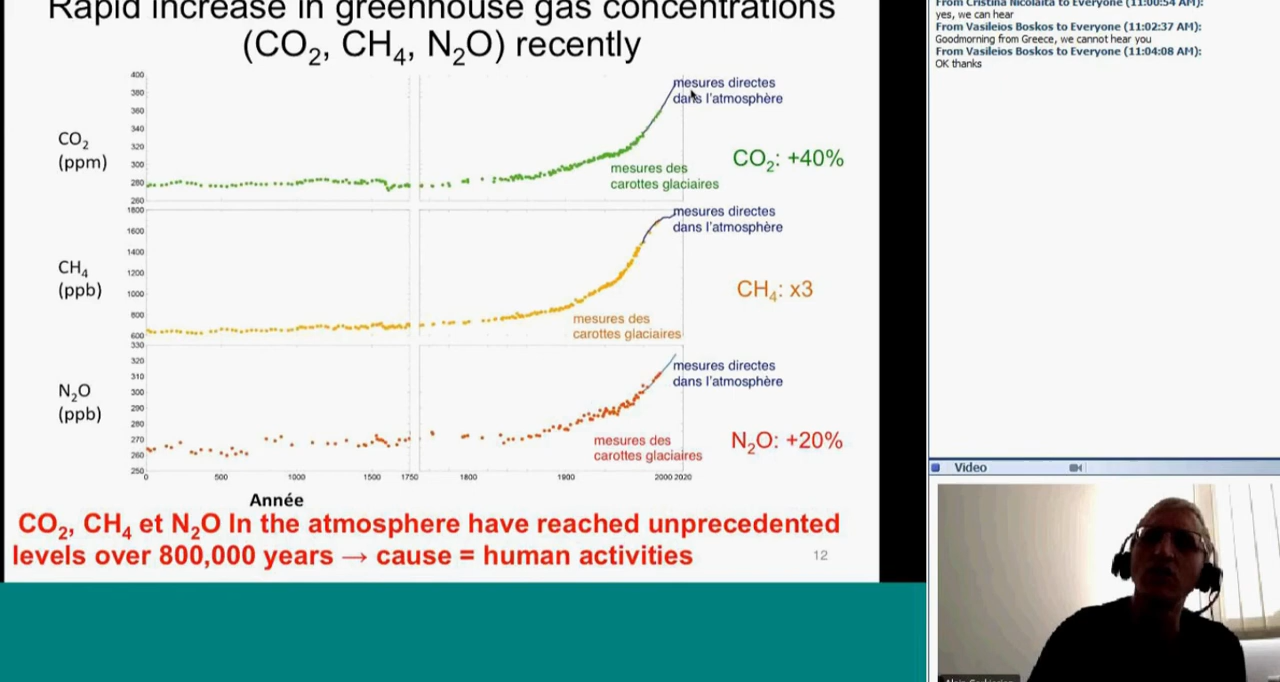 Rapid increase in greenhouse gas concentrations
(CO₂, CH₄, N₂O) recently
CO₂
(ppm)
400
380
360
340
320
300
280
260
mesures directes
dans l'atmosphère
mesures des
carottes glaciaires
CO₂: +40%
CH₄
(ppb)
1800
1600
1400
1200
1000
800
600
mesures directes
dans l'atmosphère
mesures des
carottes glaciaires
CH₄: x3
N₂O
(ppb)
330
320
310
300
290
280
270
260
250
mesures directes
dans l'atmosphère
mesures des
carottes glaciaires
N₂O: +20%
0 500 1000 1500 1750 1800 1900 2000 2020
Année
CO₂, CH₄ et N₂O In the atmosphere have reached unprecedented
levels over 800,000 years → cause = human activities
12
From Cristina Nicolaita to Everyone (11:00:54 AM):
yes, we can hear
From Vasileios Boskos to Everyone (11:02:37 AM):
Goodmorning from Greece, we cannot hear you
From Vasileios Boskos to Everyone (11:04:08 AM):
OK thanks
Video